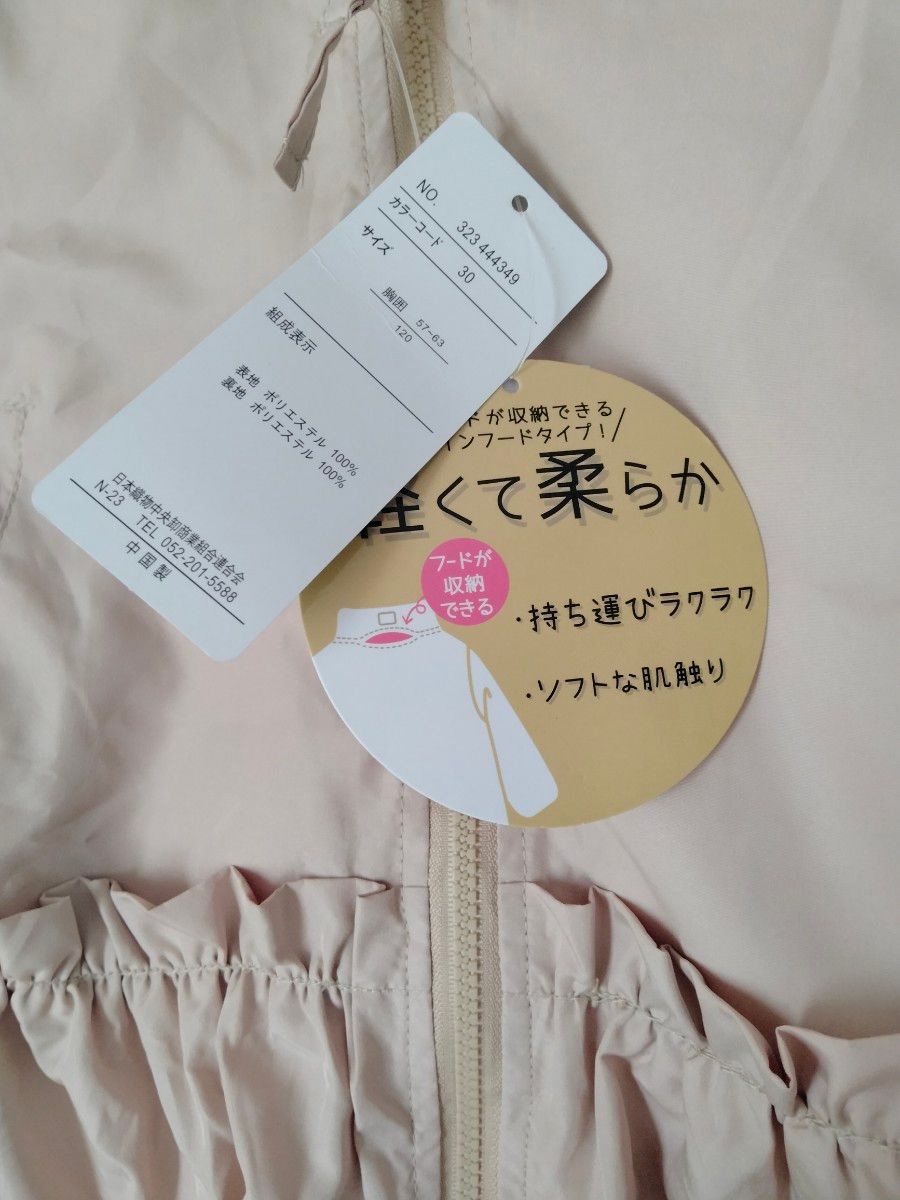 NO. 323444349
カラーコード 30
サイズ
胸囲 57-63
120
組成表示
表地 ポリエステル 100%
裏地 ポリエステル 100%
日本織物中央卸商業組合連合会
N-23 TEL 052-201-5588
中国製
ドが収納できる
インフードタイプ!
軽くて柔らか
フードが
収納
できる
・持ち運びラクラク
・ソフトな肌触り